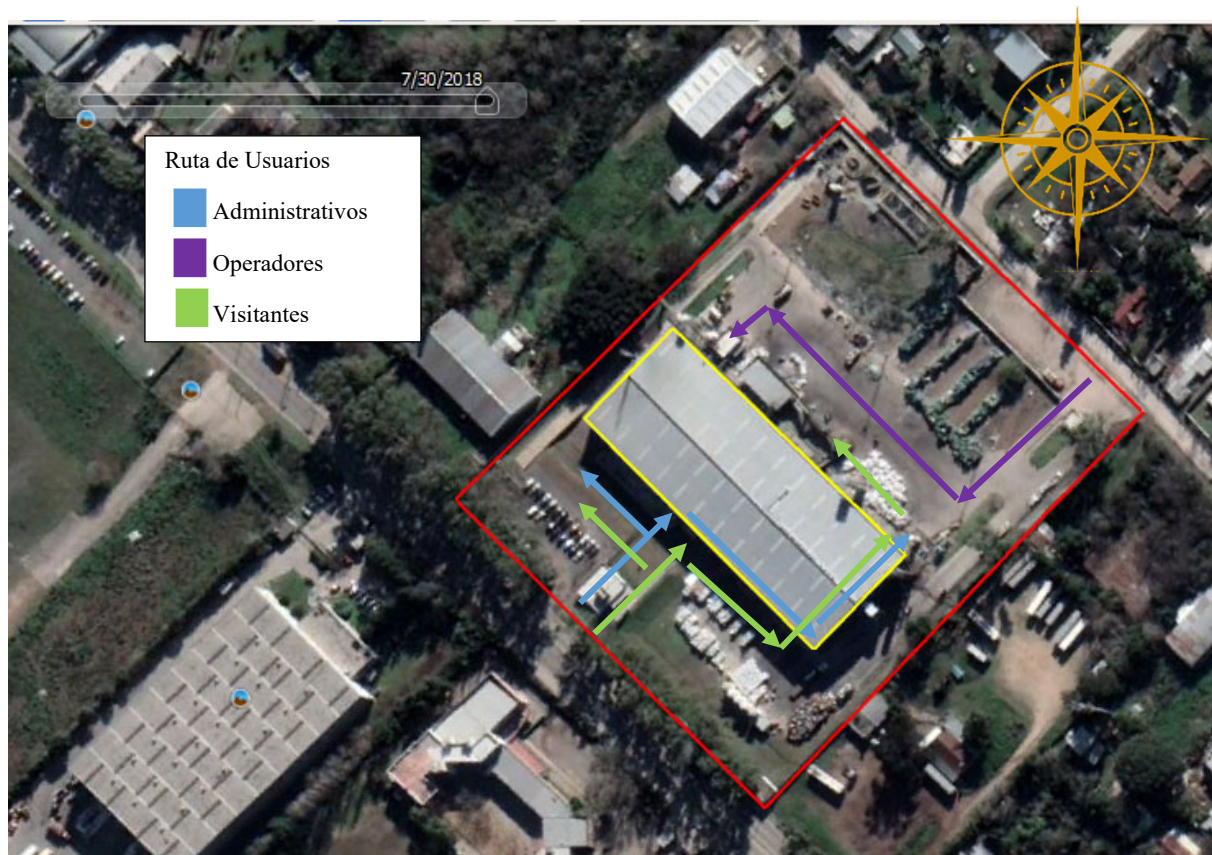 7/30/2018
Ruta de Usuarios
Administrativos
Operadores
Visitantes